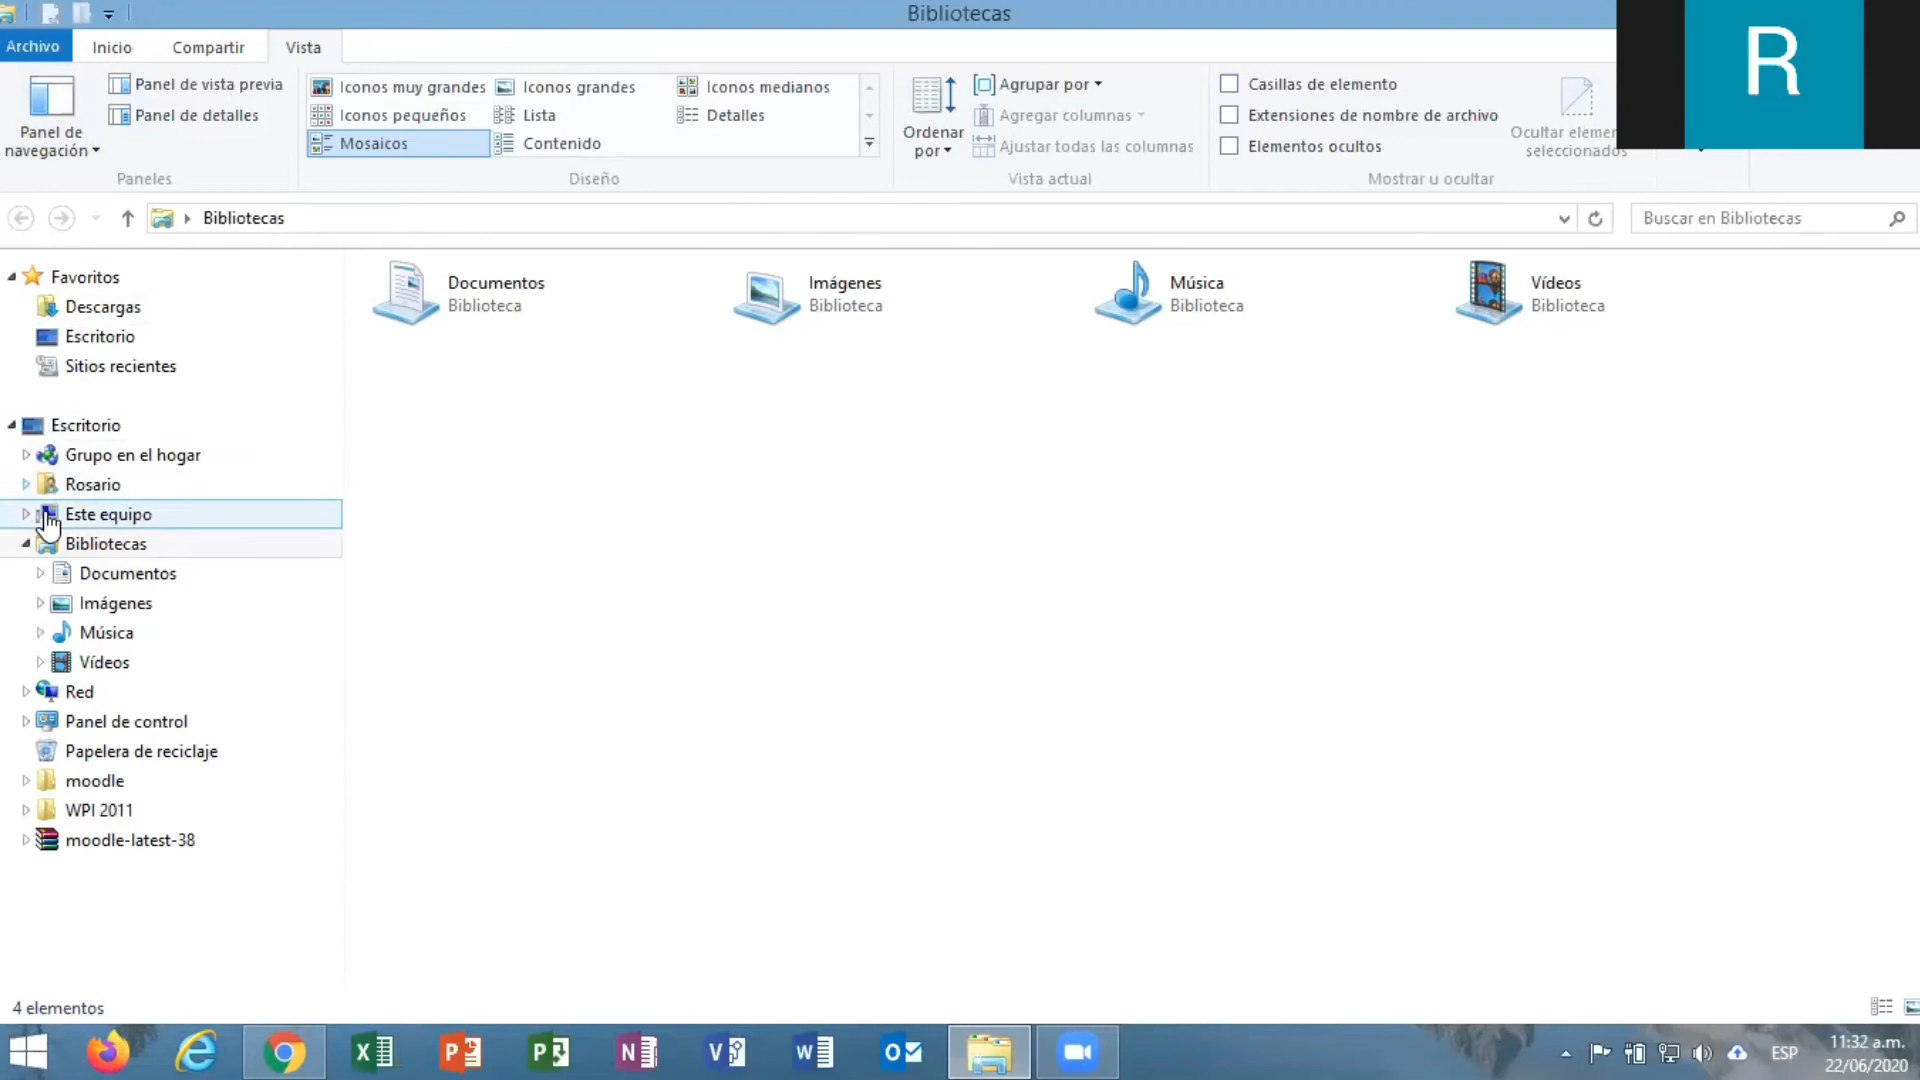 Bibliotecas
R
Archivo Inicio Compartir Vista
Panel de navegación
Panel de vista previa
Panel de detalles
Paneles
Iconos muy grandes Iconos grandes Iconos medianos
Iconos pequeños Lista Detalles
Mosaicos Contenido
Diseño
Ordenar por
Agrupar por
Agregar columnas
Ajustar todas las columnas
Vista actual
Casillas de elemento
Extensiones de nombre de archivo
Elementos ocultos
seleccionados
Mostrar u ocultar
Bibliotecas
Buscar en Bibliotecas
Favoritos
Descargas
Escritorio
Sitios recientes
Escritorio
Grupo en el hogar
Rosario
Este equipo
Bibliotecas
Documentos
Imágenes
Música
Vídeos
Red
Panel de control
Papelera de reciclaje
moodle
WPI 2011
moodle-latest-38
Documentos
Biblioteca
Imágenes
Biblioteca
Música
Biblioteca
Vídeos
Biblioteca
4 elementos
ESP
11:32 a.m.
22/06/2020